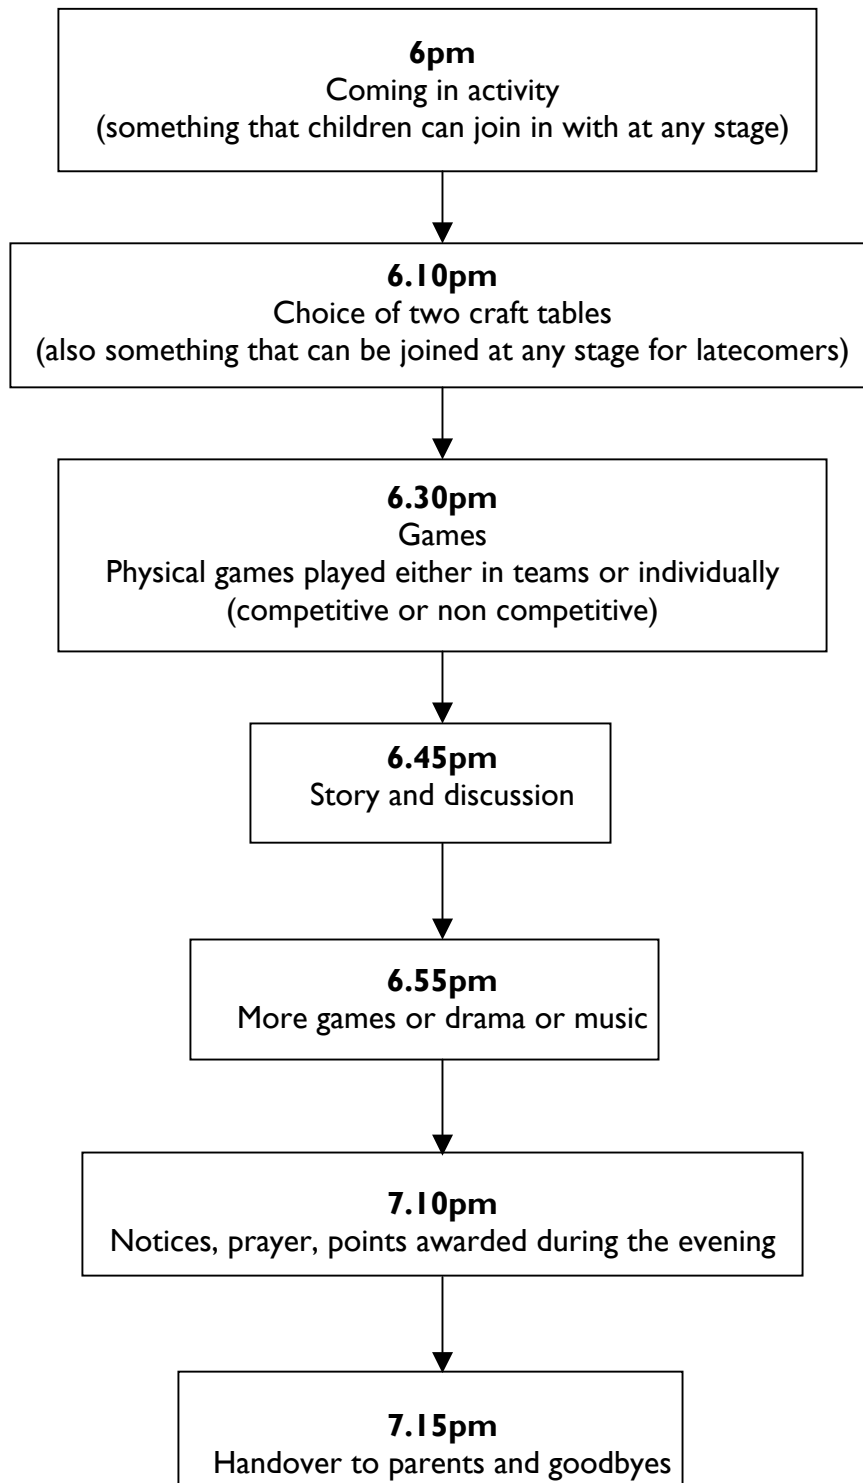 6pm
Coming in activity
(something that children can join in with at any stage)
6.10pm
Choice of two craft tables
(also something that can be joined at any stage for latecomers)
6.30pm
Games
Physical games played either in teams or individually
(competitive or non competitive)
6.45pm
Story and discussion
6.55pm
More games or drama or music
7.10pm
Notices, prayer, points awarded during the evening
7.15pm
Handover to parents and goodbyes